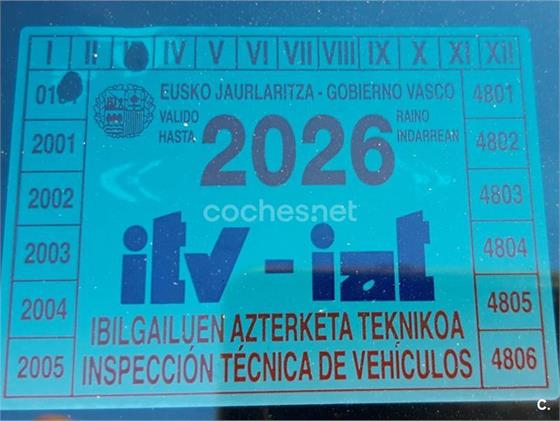 I II III IV V VI VII VIII IX X XI XII
EUSKO JAURLARITZA - GOBIERNO VASCO
VÁLIDO
HASTA
2026
RAINO
INDARREAN
2001
2002
2003
2004
2005
4801
4802
4803
4804
4805
4806
coches.net
itv - iat
IBILGAILUEN AZTERKETA TEKNIKOA
INSPECCIÓN TÉCNICA DE VEHÍCULOS
C.